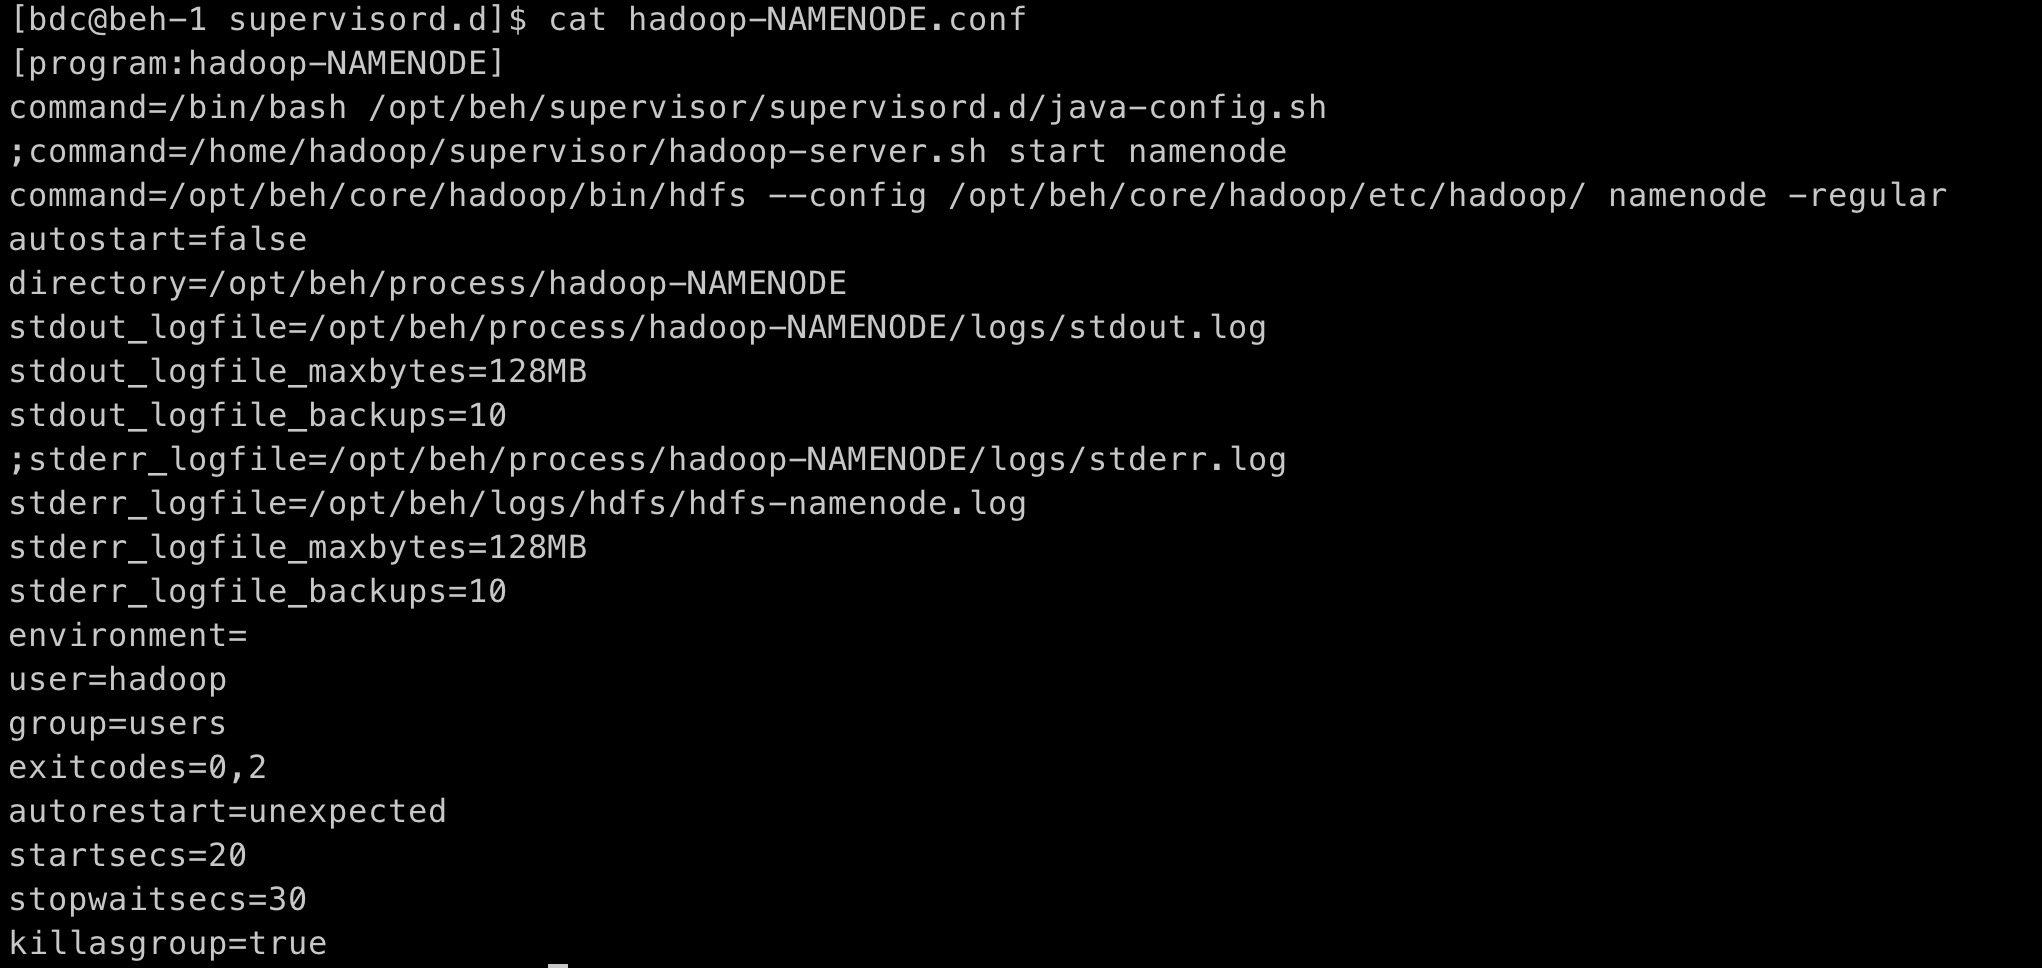 [bdc@beh-1 supervisord.d]$ cat hadoop-NAMENODE.conf
[program:hadoop-NAMENODE]
command=/bin/bash /opt/beh/supervisor/supervisord.d/java-config.sh
;command=/home/hadoop/supervisor/hadoop-server.sh start namenode
command=/opt/beh/core/hadoop/bin/hdfs --config /opt/beh/core/hadoop/etc/hadoop/ namenode -regular
autostart=false
directory=/opt/beh/process/hadoop-NAMENODE
stdout_logfile=/opt/beh/process/hadoop-NAMENODE/logs/stdout.log
stdout_logfile_maxbytes=128MB
stdout_logfile_backups=10
;stderr_logfile=/opt/beh/process/hadoop-NAMENODE/logs/stderr.log
stderr_logfile=/opt/beh/logs/hdfs/hdfs-namenode.log
stderr_logfile_maxbytes=128MB
stderr_logfile_backups=10
environment=
user=hadoop
group=users
exitcodes=0,2
autorestart=unexpected
startsecs=20
stopwaitsecs=30
killasgroup=true